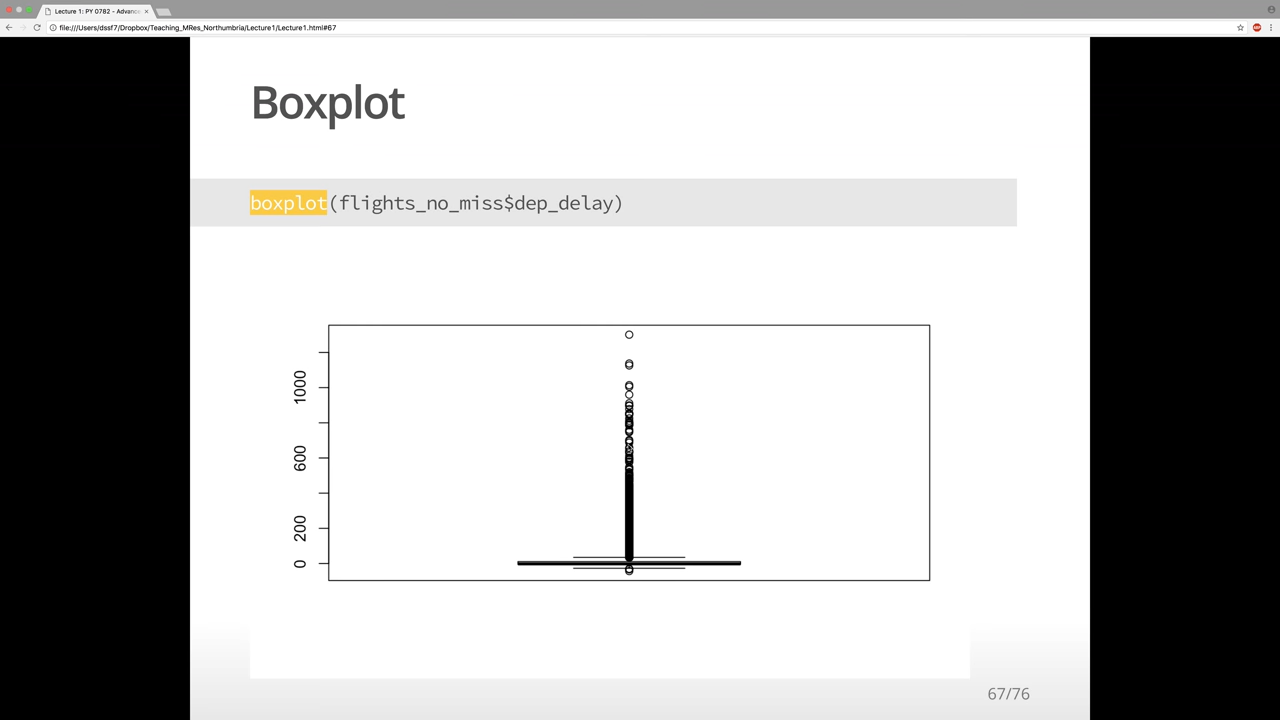 Lecture 1: PY 0782 - Advanc
file:///Users/dssf7/Dropbox/Teaching_MRes_Northumbria/Lecture1/Lecture1.html#67
Boxplot
boxplot(flights_no_miss$dep_delay)
1000
600
200
0
67/76